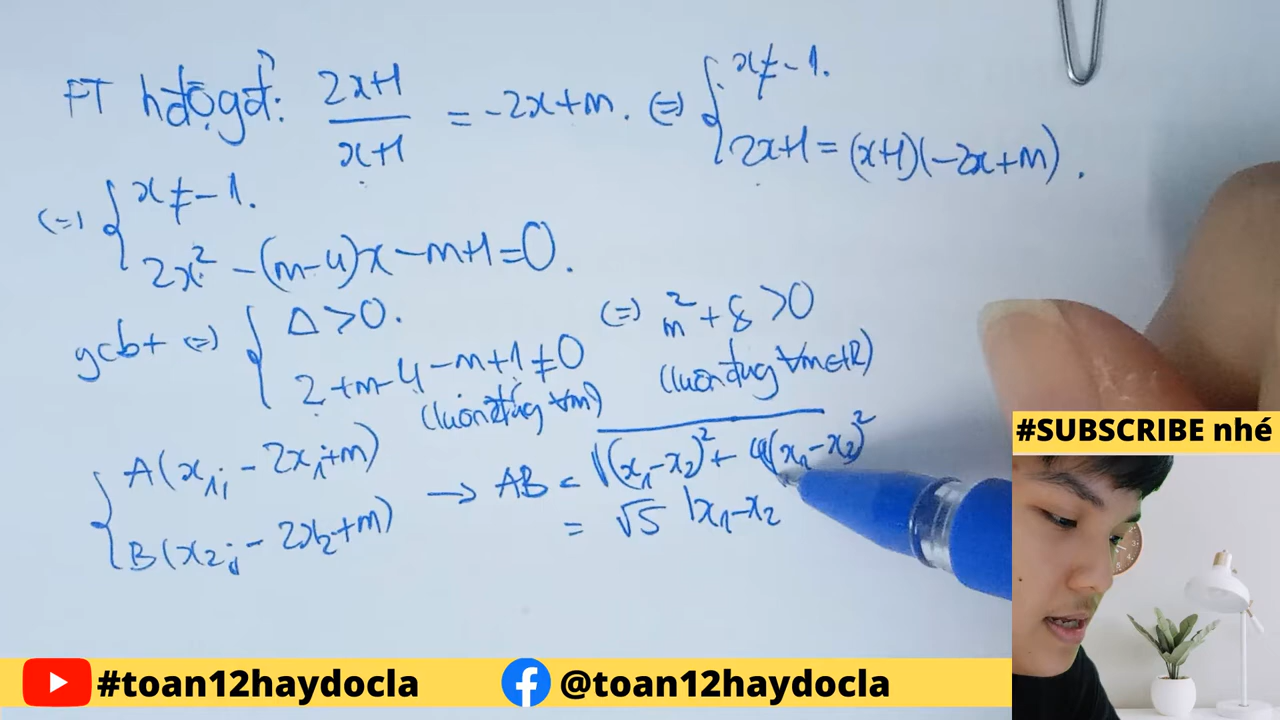 PT hđộgđ: \frac{2x+1}{x+1} = -2x+m. (=) { x ≠ -1. 2x+1 = (x+1)(-2x+m).
(=) { x ≠ -1. 2x² - (m-4)x - m+1 = 0.
ycbt (=) { Δ > 0. 2+m-4-m+1 ≠ 0 (luôn đúng ∀m) (=) m² + 8 > 0 (luôn đúng ∀m∈R)
{ A(x₁; -2x₁+m) B(x₂; -2x₂+m) → AB = √((x₁-x₂)² + 4(x₁-x₂)²)
= √5 |x₁-x₂
#SUBSCRIBE nhé
#toan12haydocla
@toan12haydocla